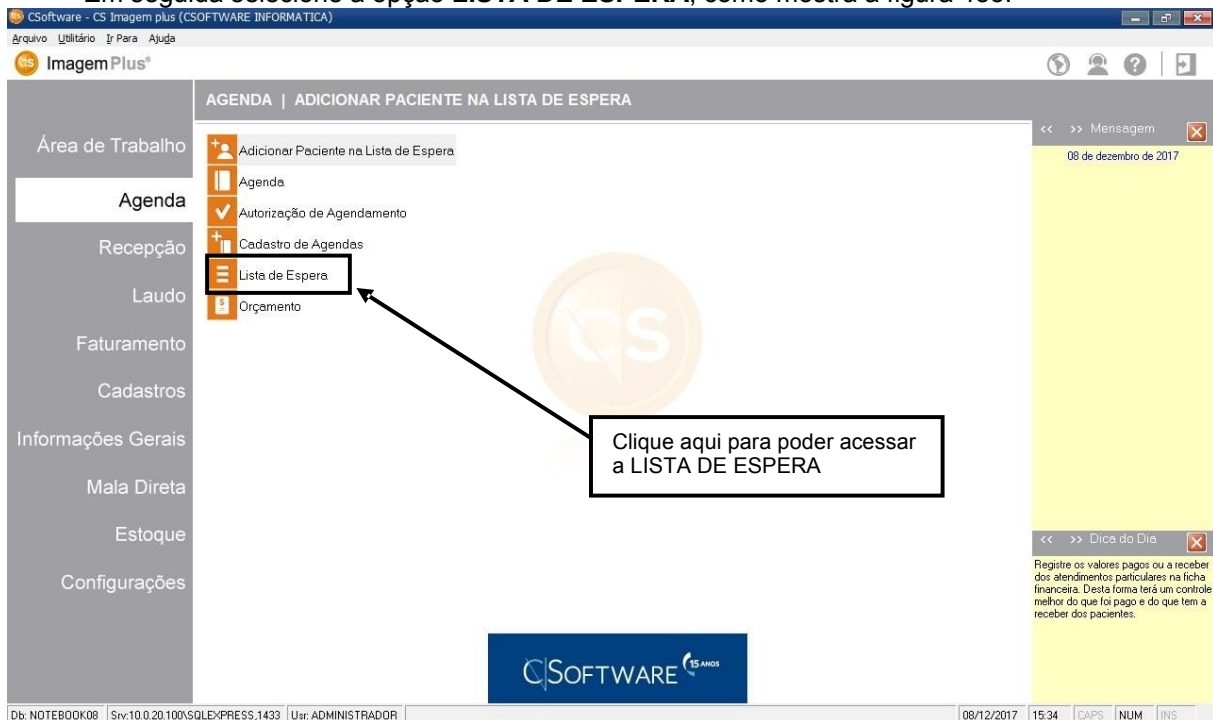 CSoftware - CS Imagem plus (CSOFTWARE INFORMATICA)
Arquivo Utilitário Ir Para Ajuda
CS ImagemPlus®
AGENDA | ADICIONAR PACIENTE NA LISTA DE ESPERA
Área de Trabalho
Agenda
Recepção
Laudo
Faturamento
Cadastros
Informações Gerais
Mala Direta
Estoque
Configurações
Adicionar Paciente na Lista de Espera
Agenda
Autorização de Agendamento
Cadastro de Agendas
Lista de Espera
Orçamento
CS
Clique aqui para poder acessar
a LISTA DE ESPERA
<< >> Mensagem
08 de dezembro de 2017
<< >> Dica do Dia
Registre os valores pagos ou a receber
dos atendimentos particulares na ficha
financeira. Desta forma terá um controle
melhor do que foi pago e do que tem a
receber dos pacientes.
CSOFTWARE 15 ANOS
Db: NOTEBOOK08 Srv:10.0.20.100\SQLEXPRESS,1433 Usr: ADMINISTRADOR 08/12/2017 15:34 CAPS NUM INS